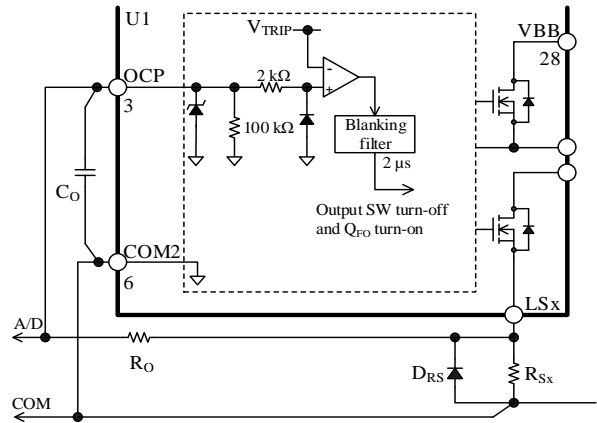 U1
VTRIP
VBB
28
OCP
3
2 kΩ
-
+
100 kΩ
Blanking
filter
2 µs
CO
Output SW turn-off
and QFO turn-on
COM2
6
LSx
A/D
RO
DRS
RSx
COM